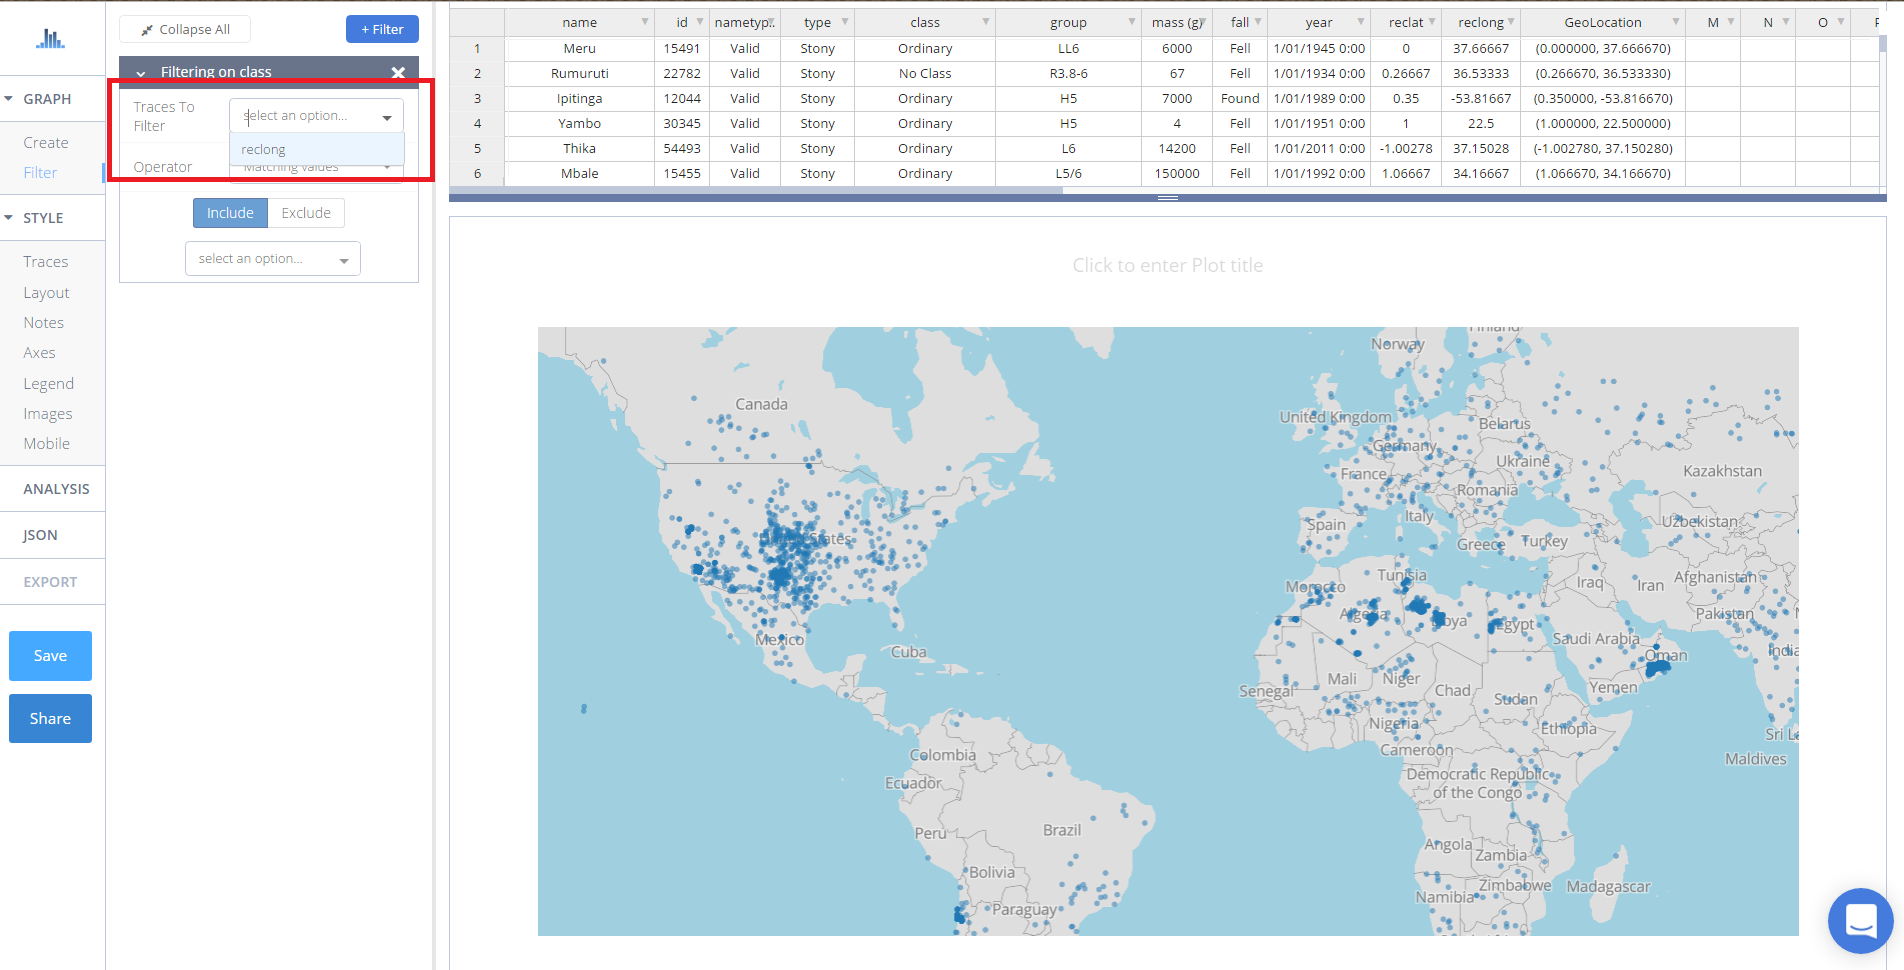 Collapse All
+ Filter
Filtering on class
Traces To
Filter
select an option...
reclong
Operator
Matching values
Include
Exclude
select an option...
GRAPH
Create
Filter
STYLE
Traces
Layout
Notes
Axes
Legend
Images
Mobile
ANALYSIS
JSON
EXPORT
Save
Share
name id nametyp.. type class group mass (g) fall year reclat reclong GeoLocation M N O
1 Meru 15491 Valid Stony Ordinary LL6 6000 Fell 1/01/1945 0:00 0 37.66667 (0.000000, 37.666670)
2 Rumuruti 22782 Valid Stony No Class R3.8-6 67 Fell 1/01/1934 0:00 0.26667 36.53333 (0.266670, 36.533330)
3 Ipitinga 12044 Valid Stony Ordinary H5 7000 Found 1/01/1989 0:00 0.35 -53.81667 (0.350000, -53.816670)
4 Yambo 30345 Valid Stony Ordinary H5 4 Fell 1/01/1951 0:00 1 22.5 (1.000000, 22.500000)
5 Thika 54493 Valid Stony Ordinary L6 14200 Fell 1/01/2011 0:00 -1.00278 37.15028 (-1.002780, 37.150280)
6 Mbale 15455 Valid Stony Ordinary L5/6 150000 Fell 1/01/1992 0:00 1.06667 34.16667 (1.066670, 34.166670)
Click to enter Plot title
Finland
Norway
Canada
United Kingdom
Belarus
Germany
Ukraine
France
Kazakhstan
Romania
Spain
Italy
Uzbekistan
United States
Greece
Turkey
Tunisia
Iraq
Iran
Afghanistan
Morocco
Algeria
Libya
Egypt
Pakistan
Mexico
Saudi Arabia
Cuba
Oman
India
Mali
Niger
Senegal
Chad
Sudan
Yemen
Nigeria
Ethiopia
Sri L
Colombia
Cameroon
Maldives
Ecuador
Democratic Republic
of the Congo
Peru
Brazil
Angola
Zambia
Bolivia
Zimbabwe
Madagascar
Namibia
Paraguay